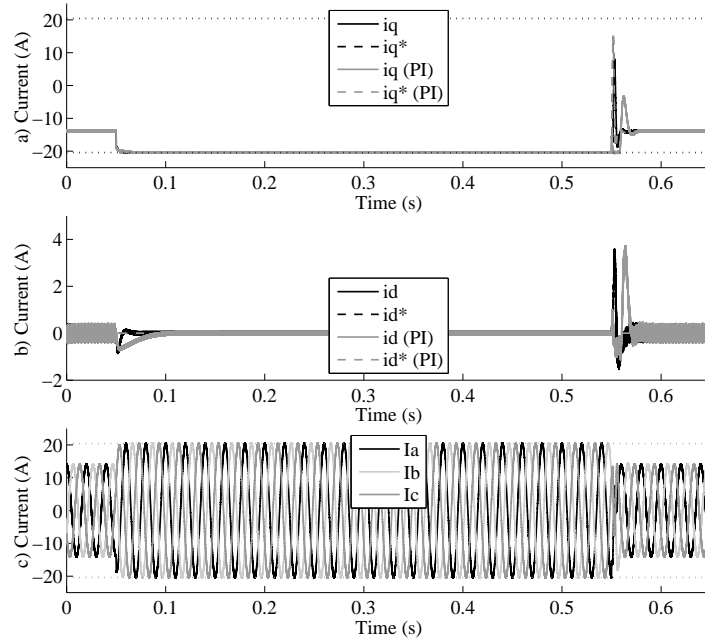 20
10
0
−10
−20
a) Current (A)
iq
iq*
iq (PI)
iq* (PI)
0 0.1 0.2 0.3 0.4 0.5 0.6
Time (s)
4
2
0
−2
b) Current (A)
id
id*
id (PI)
id* (PI)
0 0.1 0.2 0.3 0.4 0.5 0.6
Time (s)
20
10
0
−10
−20
c) Current (A)
Ia
Ib
Ic
0 0.1 0.2 0.3 0.4 0.5 0.6
Time (s)